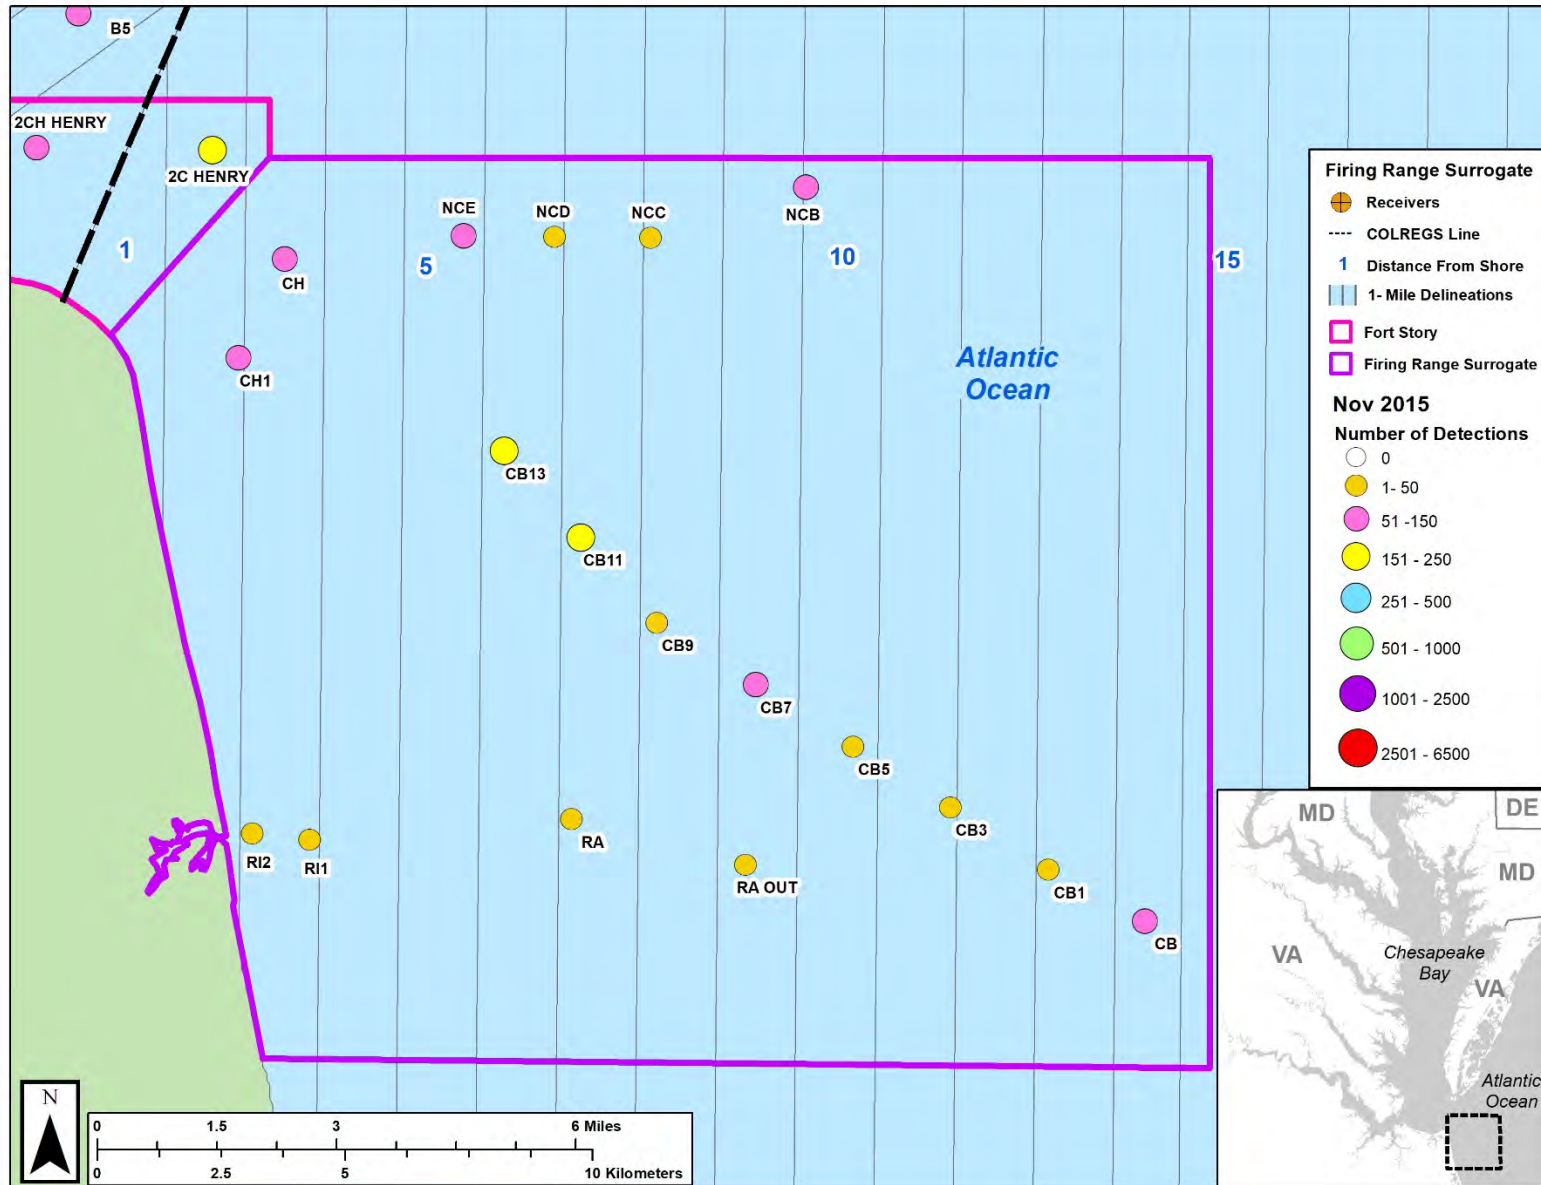 B5
2CH HENRY
2C HENRY
1
CH
CH1
NCE
NCD
NCC
NCB
5
10
15
Atlantic
Ocean
CB13
CB11
CB9
CB7
CB5
CB3
CB1
CB
RI2
RI1
RA
RA OUT
Firing Range Surrogate
Receivers
COLREGS Line
1 Distance From Shore
1- Mile Delineations
Fort Story
Firing Range Surrogate
Nov 2015
Number of Detections
0
1- 50
51 -150
151 - 250
251 - 500
501 - 1000
1001 - 2500
2501 - 6500
MD
DE
MD
VA
Chesapeake
Bay
VA
Atlantic
Ocean
N
0 1.5 3 6 Miles
0 2.5 5 10 Kilometers